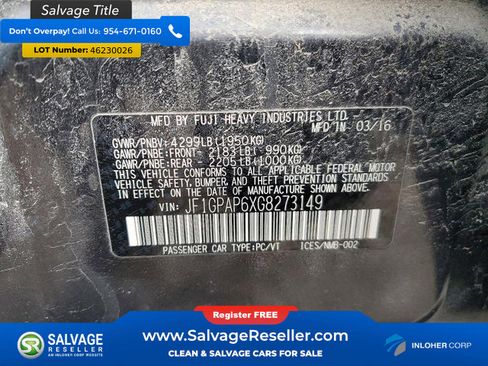 Salvage Title
Don't Overpay! Call Us: 954-671-0160
LOT Number: 46230026
MFD BY FUJI HEAVY INDUSTRIES LTD.
MFD IN 03/16
GVWR/PNBV: 4299LB(1950KG)
GAWR/PNBE:FRONT - 2183LB( 990KG)
GAWR/PNBE:REAR - 2205LB(1000KG)
THIS VEHICLE CONFORMS TO ALL APPLICABLE FEDERAL MOTOR
VEHICLE SAFETY, BUMPER, AND THEFT PREVENTION STANDARDS
IN EFFECT ON THE DATE OF MANUFACTURE SHOWN ABOVE.
VIN: JF1GPAP6XG8273149
PASSENGER CAR TYPE:PC/VT ICES/NMB-002
Register FREE
SALVAGE RESELLER
AN INLOHER CORP WEBSITE
www.SalvageReseller.com
CLEAN & SALVAGE CARS FOR SALE
INLOHER CORP